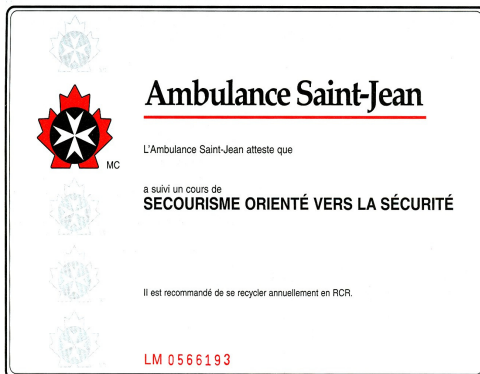 Ambulance Saint-Jean
MC
L'Ambulance Saint-Jean atteste que
a suivi un cours de
SECOURISME ORIENTÉ VERS LA SÉCURITÉ
Il est recommandé de se recycler annuellement en RCR.
LM 0566193